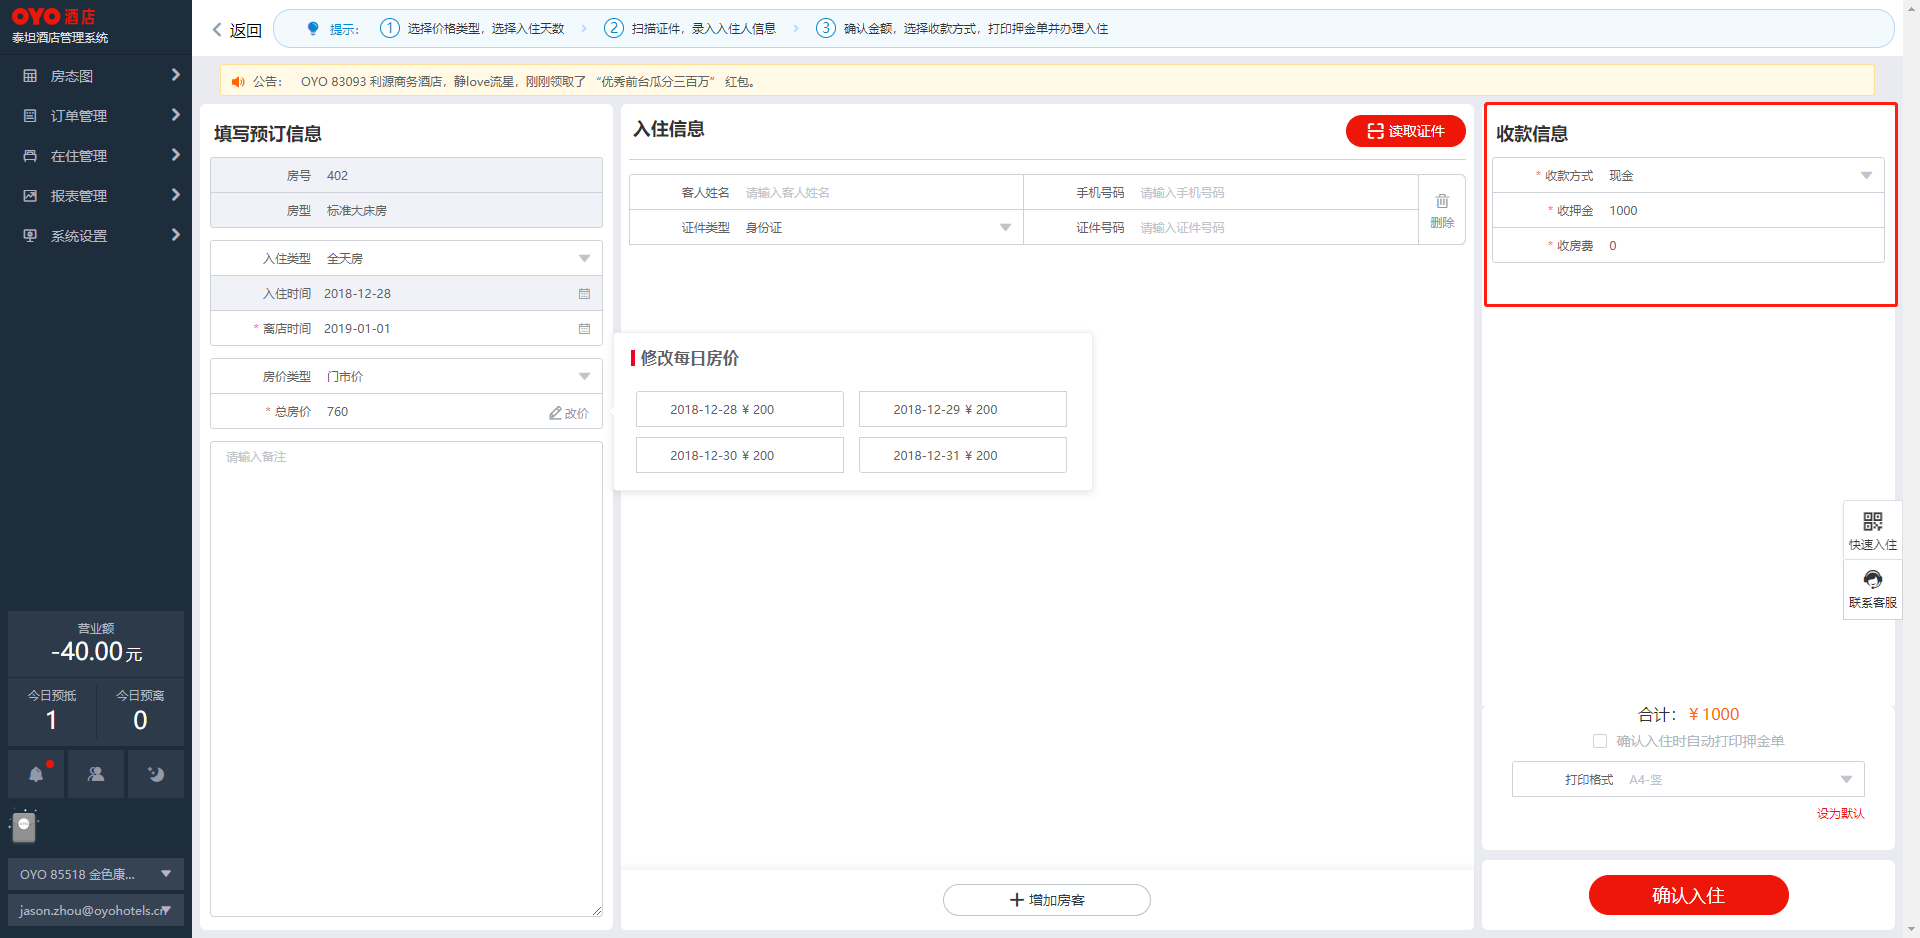 OYO 酒店
泰坦酒店管理系统
房态图
订单管理
在住管理
报表管理
系统设置
营业额
-40.00元
今日预抵
今日预离
1
0
OYO 85518 金色康...
jason.zhou@oyohotels.cn
返回
提示: ① 选择价格类型，选择入住天数 ② 扫描证件，录入入住人信息 ③ 确认金额，选择收款方式，打印押金单并办理入住
公告： OYO 83093 利源商务酒店，静love流星，刚刚领取了 “优秀前台瓜分三百万” 红包。
填写预订信息
房号 402
房型 标准大床房
入住类型 全天房
入住时间 2018-12-28
* 离店时间 2019-01-01
房价类型 门市价
* 总房价 760 改价
请输入备注
入住信息
读取证件
客人姓名 请输入客人姓名 手机号码 请输入手机号码
证件类型 身份证 证件号码 请输入证件号码
删除
修改每日房价
2018-12-28 ¥ 200 2018-12-29 ¥ 200
2018-12-30 ¥ 200 2018-12-31 ¥ 200
增加房客
收款信息
* 收款方式 现金
* 收押金 1000
* 收房费 0
快速入住
联系客服
合计： ¥ 1000
确认入住时自动打印押金单
打印格式 A4-竖
设为默认
确认入住